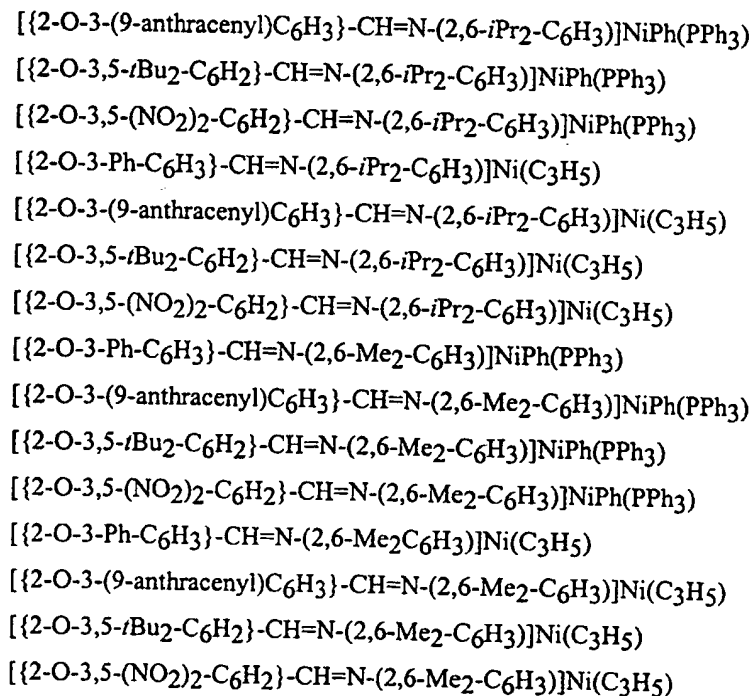 [{2-O-3-(9-anthracenyl)C6H3}-CH=N-(2,6-iPr2-C6H3)]NiPh(PPh3)
[{2-O-3,5-tBu2-C6H2}-CH=N-(2,6-iPr2-C6H3)]NiPh(PPh3)
[{2-O-3,5-(NO2)2-C6H2}-CH=N-(2,6-iPr2-C6H3)]NiPh(PPh3)
[{2-O-3-Ph-C6H3}-CH=N-(2,6-iPr2-C6H3)]Ni(C3H5)
[{2-O-3-(9-anthracenyl)C6H3}-CH=N-(2,6-iPr2-C6H3)]Ni(C3H5)
[{2-O-3,5-tBu2-C6H2}-CH=N-(2,6-iPr2-C6H3)]Ni(C3H5)
[{2-O-3,5-(NO2)2-C6H2}-CH=N-(2,6-iPr2-C6H3)]Ni(C3H5)
[{2-O-3-Ph-C6H3}-CH=N-(2,6-Me2-C6H3)]NiPh(PPh3)
[{2-O-3-(9-anthracenyl)C6H3}-CH=N-(2,6-Me2-C6H3)]NiPh(PPh3)
[{2-O-3,5-tBu2-C6H2}-CH=N-(2,6-Me2-C6H3)]NiPh(PPh3)
[{2-O-3,5-(NO2)2-C6H2}-CH=N-(2,6-Me2-C6H3)]NiPh(PPh3)
[{2-O-3-Ph-C6H3}-CH=N-(2,6-Me2C6H3)]Ni(C3H5)
[{2-O-3-(9-anthracenyl)C6H3}-CH=N-(2,6-Me2-C6H3)]Ni(C3H5)
[{2-O-3,5-tBu2-C6H2}-CH=N-(2,6-Me2-C6H3)]Ni(C3H5)
[{2-O-3,5-(NO2)2-C6H2}-CH=N-(2,6-Me2-C6H3)]Ni(C3H5)